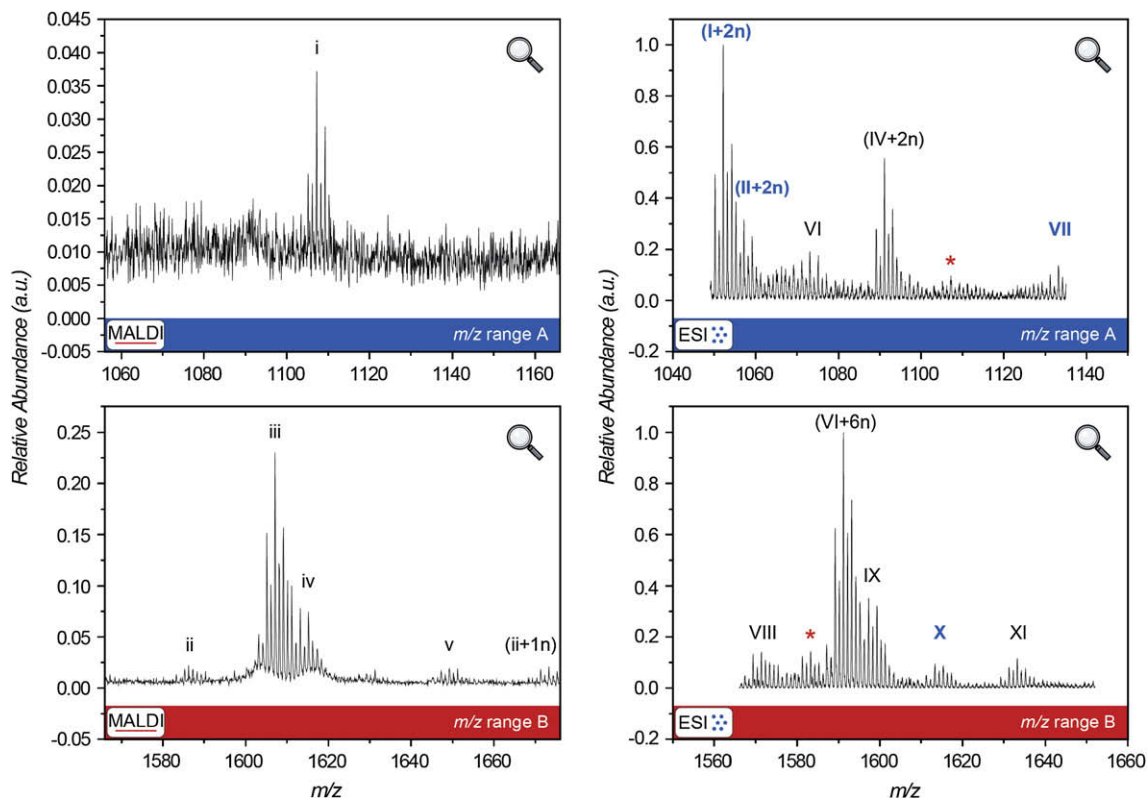 0.045
0.040
0.035
0.030
0.025
0.020
0.015
0.010
0.005
0.000
-0.005
i
MALDI
m/z range A
1060 1080 1100 1120 1140 1160
1.0
0.8
0.6
0.4
0.2
0.0
-0.2
(I+2n)
(II+2n)
(IV+2n)
VI
*
VII
ESI
m/z range A
1040 1060 1080 1100 1120 1140
Relative Abundance (a.u.)
Relative Abundance (a.u.)
0.25
0.20
0.15
0.10
0.05
0.00
-0.05
ii
iii
iv
v
(ii+1n)
MALDI
m/z range B
1580 1600 1620 1640 1660
m/z
1.0
0.8
0.6
0.4
0.2
0.0
-0.2
(VI+6n)
VIII
*
IX
X
XI
ESI
m/z range B
1560 1580 1600 1620 1640 1660
m/z